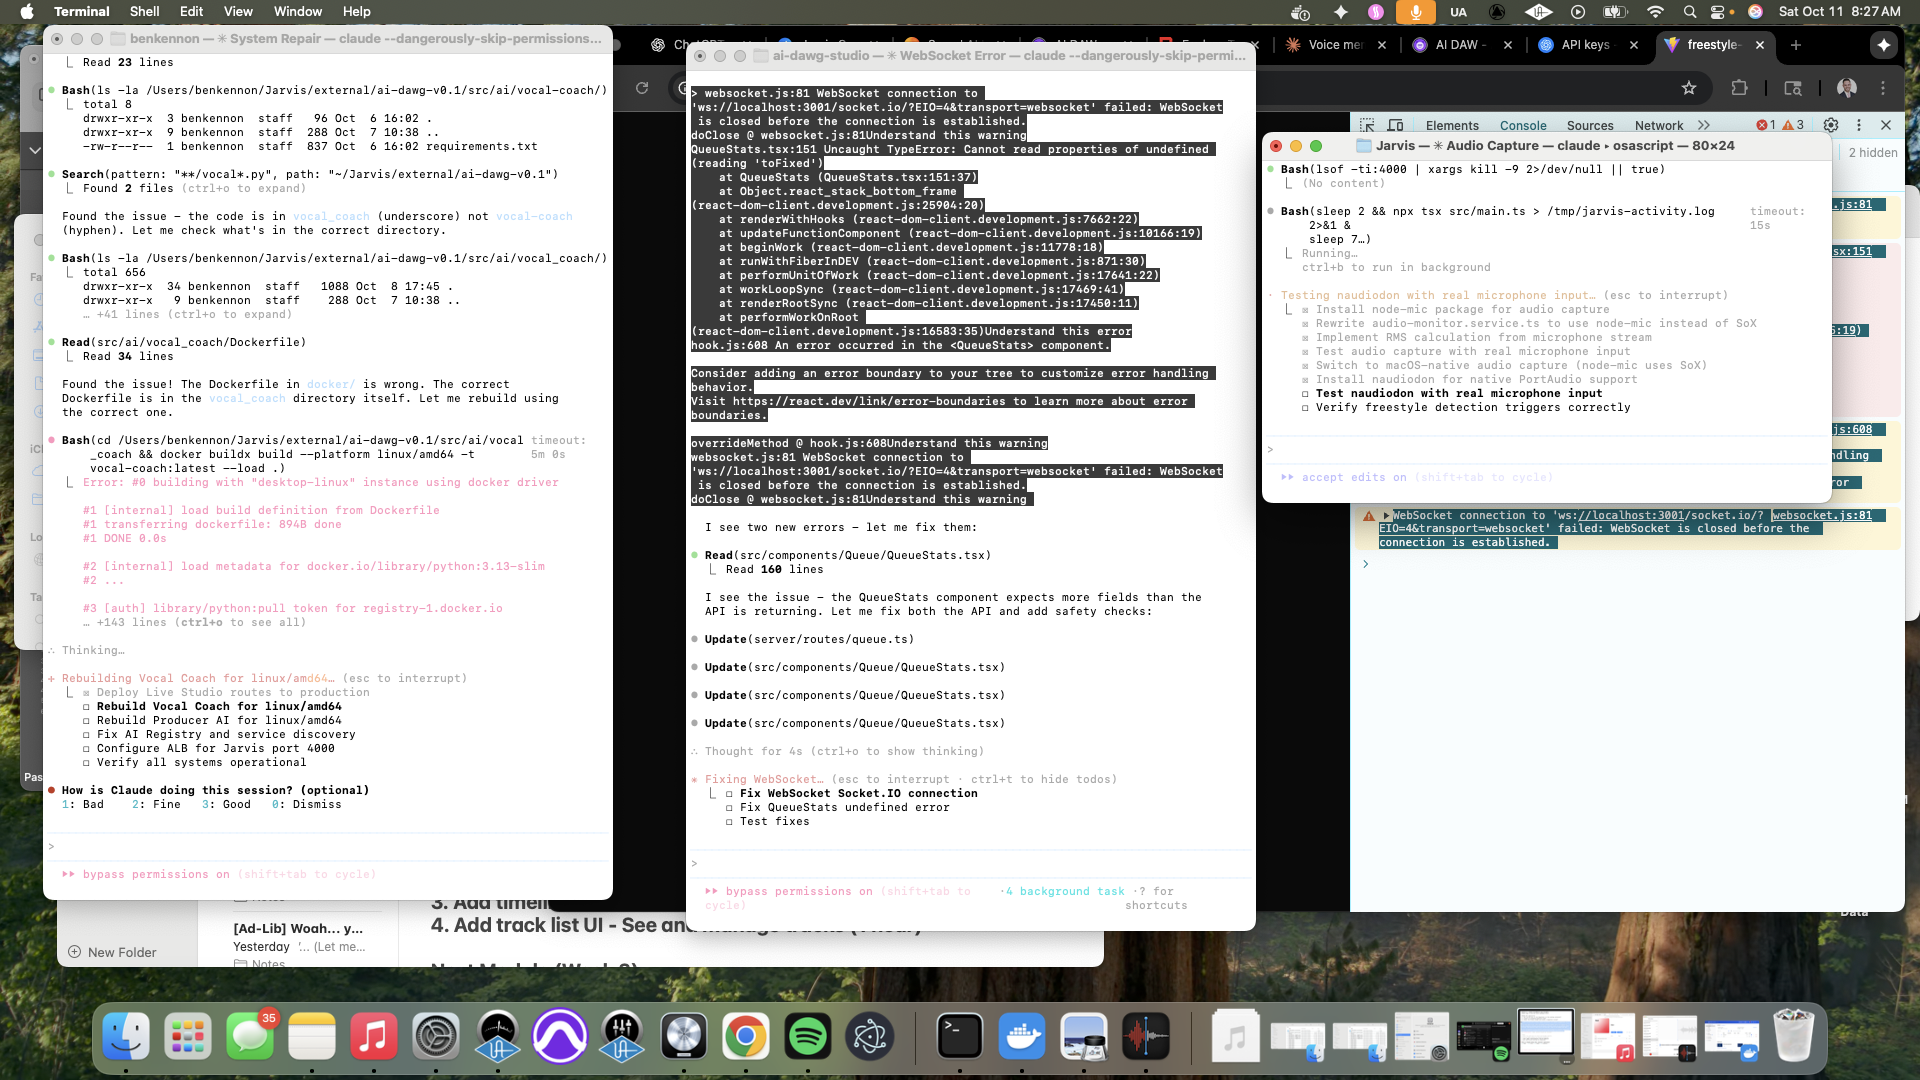 Terminal Shell Edit View Window Help
UA
Sat Oct 11 8:27 AM
benkennon — ✳ System Repair — claude --dangerously-skip-permissions...
⎿ Read 23 lines
Bash(ls -la /Users/benkennon/Jarvis/external/ai-dawg-v0.1/src/ai/vocal-coach/)
⎿ total 8
drwxr-xr-x 3 benkennon staff 96 Oct 6 16:02 .
drwxr-xr-x 9 benkennon staff 288 Oct 7 10:38 ..
-rw-r--r-- 1 benkennon staff 837 Oct 6 16:02 requirements.txt
Search(pattern: "**/vocal*.py", path: "~/Jarvis/external/ai-dawg-v0.1")
⎿ Found 2 files (ctrl+o to expand)
Found the issue – the code is in vocal_coach (underscore) not vocal-coach
(hyphen). Let me check what's in the correct directory.
Bash(ls -la /Users/benkennon/Jarvis/external/ai-dawg-v0.1/src/ai/vocal_coach/)
⎿ total 656
drwxr-xr-x 34 benkennon staff 1088 Oct 8 17:45 .
drwxr-xr-x 9 benkennon staff 288 Oct 7 10:38 ..
… +41 lines (ctrl+o to expand)
Read(src/ai/vocal_coach/Dockerfile)
⎿ Read 34 lines
Found the issue! The Dockerfile in docker/ is wrong. The correct
Dockerfile is in the vocal_coach directory itself. Let me rebuild using
the correct one.
Bash(cd /Users/benkennon/Jarvis/external/ai-dawg-v0.1/src/ai/vocal timeout:
_coach && docker buildx build --platform linux/amd64 -t 5m 0s
vocal-coach:latest --load .)
⎿ Error: #0 building with "desktop-linux" instance using docker driver
#1 [internal] load build definition from Dockerfile
#1 transferring dockerfile: 894B done
#1 DONE 0.0s
#2 [internal] load metadata for docker.io/library/python:3.13-slim
#2 ...
#3 [auth] library/python:pull token for registry-1.docker.io
… +143 lines (ctrl+o to see all)
∴ Thinking…
Rebuilding Vocal Coach for linux/amd64… (esc to interrupt)
⎿ ☒ Deploy Live Studio routes to production
☐ Rebuild Vocal Coach for linux/amd64
☐ Rebuild Producer AI for linux/amd64
☐ Fix AI Registry and service discovery
☐ Configure ALB for Jarvis port 4000
☐ Verify all systems operational
● How is Claude doing this session? (optional)
1: Bad 2: Fine 3: Good 0: Dismiss
>
⏵⏵ bypass permissions on (shift+tab to cycle)
ai-dawg-studio — ✳ WebSocket Error — claude --dangerously-skip-permi...
> websocket.js:81 WebSocket connection to
'ws://localhost:3001/socket.io/?EIO=4&transport=websocket' failed: WebSocket
is closed before the connection is established.
doClose @ websocket.js:81Understand this warning
QueueStats.tsx:151 Uncaught TypeError: Cannot read properties of undefined
(reading 'toFixed')
at QueueStats (QueueStats.tsx:151:37)
at Object.react_stack_bottom_frame
(react-dom-client.development.js:25904:20)
at renderWithHooks (react-dom-client.development.js:7662:22)
at updateFunctionComponent (react-dom-client.development.js:10166:19)
at beginWork (react-dom-client.development.js:11778:18)
at runWithFiberInDEV (react-dom-client.development.js:871:30)
at performUnitOfWork (react-dom-client.development.js:17641:22)
at workLoopSync (react-dom-client.development.js:17469:41)
at renderRootSync (react-dom-client.development.js:17450:11)
at performWorkOnRoot
(react-dom-client.development.js:16583:35)Understand this error
hook.js:608 An error occurred in the <QueueStats> component.
Consider adding an error boundary to your tree to customize error handling
behavior.
Visit https://react.dev/link/error-boundaries to learn more about error
boundaries.
overrideMethod @ hook.js:608Understand this warning
websocket.js:81 WebSocket connection to
'ws://localhost:3001/socket.io/?EIO=4&transport=websocket' failed: WebSocket
is closed before the connection is established.
doClose @ websocket.js:81Understand this warning
I see two new errors – let me fix them:
Read(src/components/Queue/QueueStats.tsx)
⎿ Read 160 lines
I see the issue – the QueueStats component expects more fields than the
API is returning. Let me fix both the API and add safety checks:
Update(server/routes/queue.ts)
Update(src/components/Queue/QueueStats.tsx)
Update(src/components/Queue/QueueStats.tsx)
Update(src/components/Queue/QueueStats.tsx)
∴ Thought for 4s (ctrl+o to show thinking)
Fixing WebSocket… (esc to interrupt · ctrl+t to hide todos)
⎿ ☐ Fix WebSocket Socket.IO connection
☐ Fix QueueStats undefined error
☐ Test fixes
>
⏵⏵ bypass permissions on (shift+tab to · 4 background task · ? for
cycle) shortcuts
Voice me
AI DAW -
API keys
freestyle-
Elements Console Sources Network 1 3
2 hidden
Jarvis — ✳ Audio Capture — claude ▸ osascript — 80×24
Bash(lsof -ti:4000 | xargs kill -9 2>/dev/null || true)
⎿ (No content)
Bash(sleep 2 && npx tsx src/main.ts > /tmp/jarvis-activity.log timeout:
2>&1 & 15s
sleep 7…)
⎿ Running…
ctrl+b to run in background
· Testing naudiodon with real microphone input… (esc to interrupt)
⎿ ☒ Install node-mic package for audio capture
☒ Rewrite audio-monitor.service.ts to use node-mic instead of SoX
☒ Implement RMS calculation from microphone stream
☒ Test audio capture with real microphone input
☒ Switch to macOS-native audio capture (node-mic uses SoX)
☒ Install naudiodon for native PortAudio support
☐ Test naudiodon with real microphone input
☐ Verify freestyle detection triggers correctly
>
⏵⏵ accept edits on (shift+tab to cycle)
.js:81
sx:151
5:19)
js:608
ndling
ror
WebSocket connection to 'ws://localhost:3001/socket.io/? websocket.js:81
EIO=4&transport=websocket' failed: WebSocket is closed before the
connection is established.
3. Add timeli
4. Add track list UI - See an
[Ad-Lib] Woah... y...
Yesterday '... (Let me...
Notes
New Folder
Pas
35